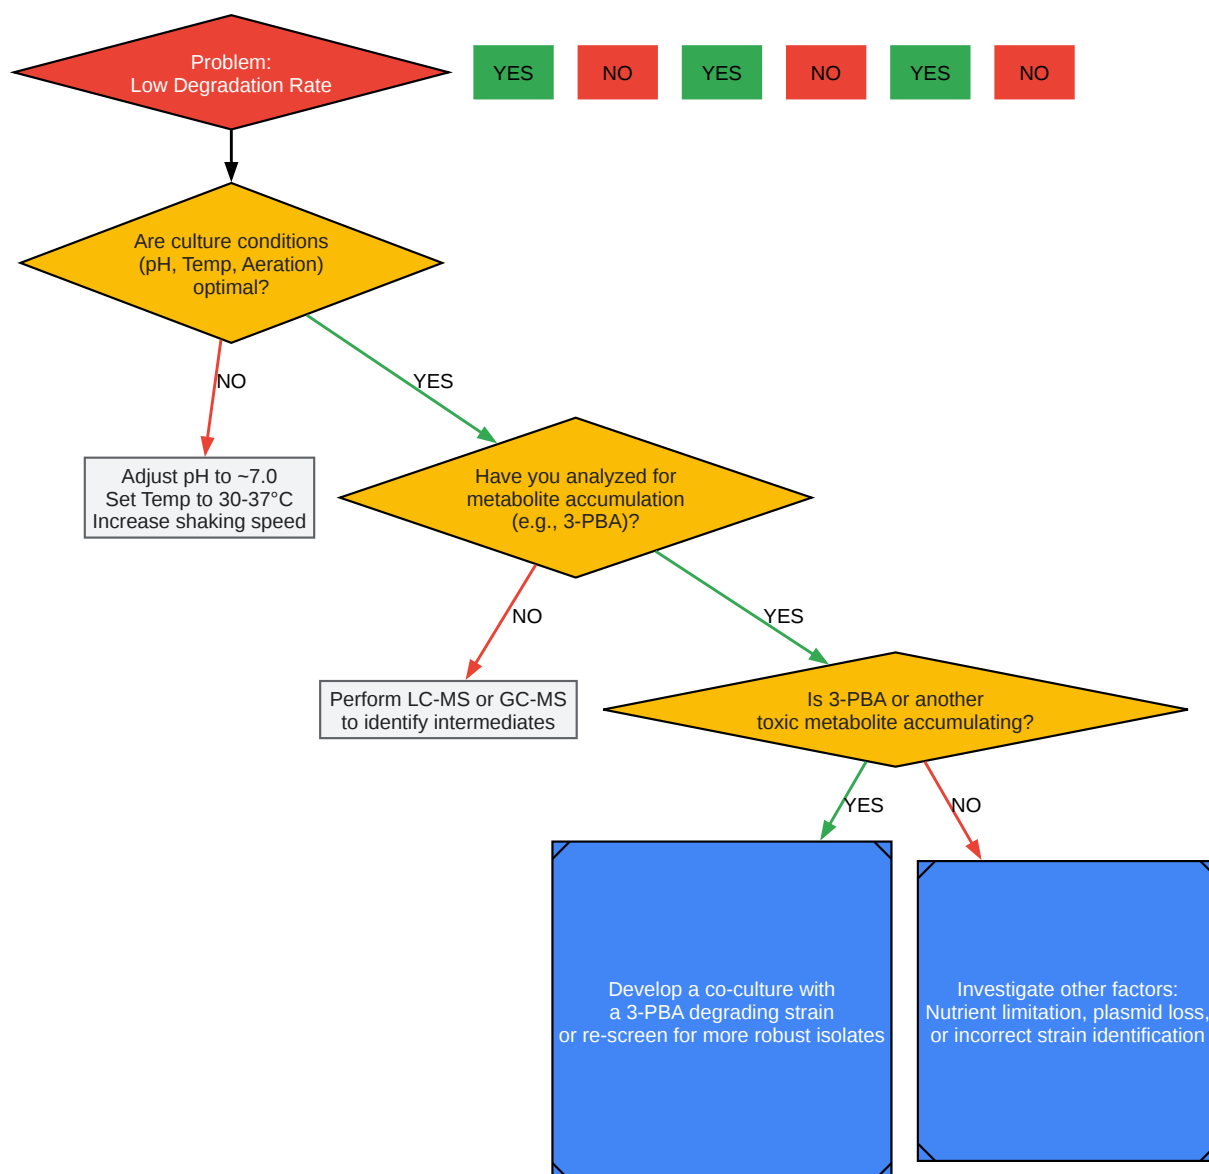 Problem:
Low Degradation Rate
YES
NO
YES
NO
YES
NO
Are culture conditions
(pH, Temp, Aeration)
optimal?
NO
YES
Adjust pH to ~7.0
Set Temp to 30-37°C
Increase shaking speed
Have you analyzed for
metabolite accumulation
(e.g., 3-PBA)?
NO
YES
Perform LC-MS or GC-MS
to identify intermediates
Is 3-PBA or another
toxic metabolite accumulating?
YES
NO
Develop a co-culture with
a 3-PBA degrading strain
or re-screen for more robust isolates
Investigate other factors:
Nutrient limitation, plasmid loss,
or incorrect strain identification